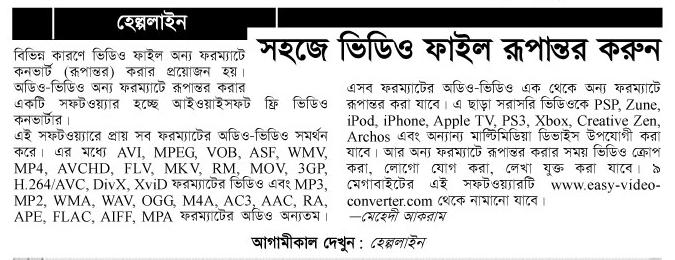 হেল্পলাইন
সহজে ভিডিও ফাইল রূপান্তর করুন
বিভিন্ন কারণে ভিডিও ফাইল অন্য ফরম্যাটে
কনভার্ট (রূপান্তর) করার প্রয়োজন হয়।
অডিও-ভিডিও অন্য ফরম্যাটে রূপান্তর করার
একটি সফটওয়্যার হচ্ছে আইওয়াইসফট ফ্রি ভিডিও
কনভার্টার।
এই সফটওয়্যারে প্রায় সব ফরম্যাটের অডিও-ভিডিও সমর্থন
করে। এর মধ্যে AVI, MPEG, VOB, ASF, WMV,
MP4, AVCHD, FLV, MKV, RM, MOV, 3GP,
H.264/AVC, DivX, XviD ফরম্যাটের ভিডিও এবং MP3,
MP2, WMA, WAV, OGG, M4A, AC3, AAC, RA,
APE, FLAC, AIFF, MPA ফরম্যাটের অডিও অন্যতম।
এসব ফরম্যাটের অডিও-ভিডিও এক থেকে অন্য ফরম্যাটে
রূপান্তর করা যাবে। এ ছাড়া সরাসরি ভিডিওকে PSP, Zune,
iPod, iPhone, Apple TV, PS3, Xbox, Creative Zen,
Archos এবং অন্যান্য মাল্টিমিডিয়া ডিভাইস উপযোগী করা
যাবে। আর অন্য ফরম্যাটে রূপান্তর করার সময় ভিডিও ক্রোপ
করা, লোগো যোগ করা, লেখা যুক্ত করা যাবে। ৯
মেগাবাইটের এই সফটওয়্যারটি www.easy-video-
converter.com থেকে নামানো যাবে।
—মেহেদী আকরাম
আগামীকাল দেখুন : হেল্পলাইন